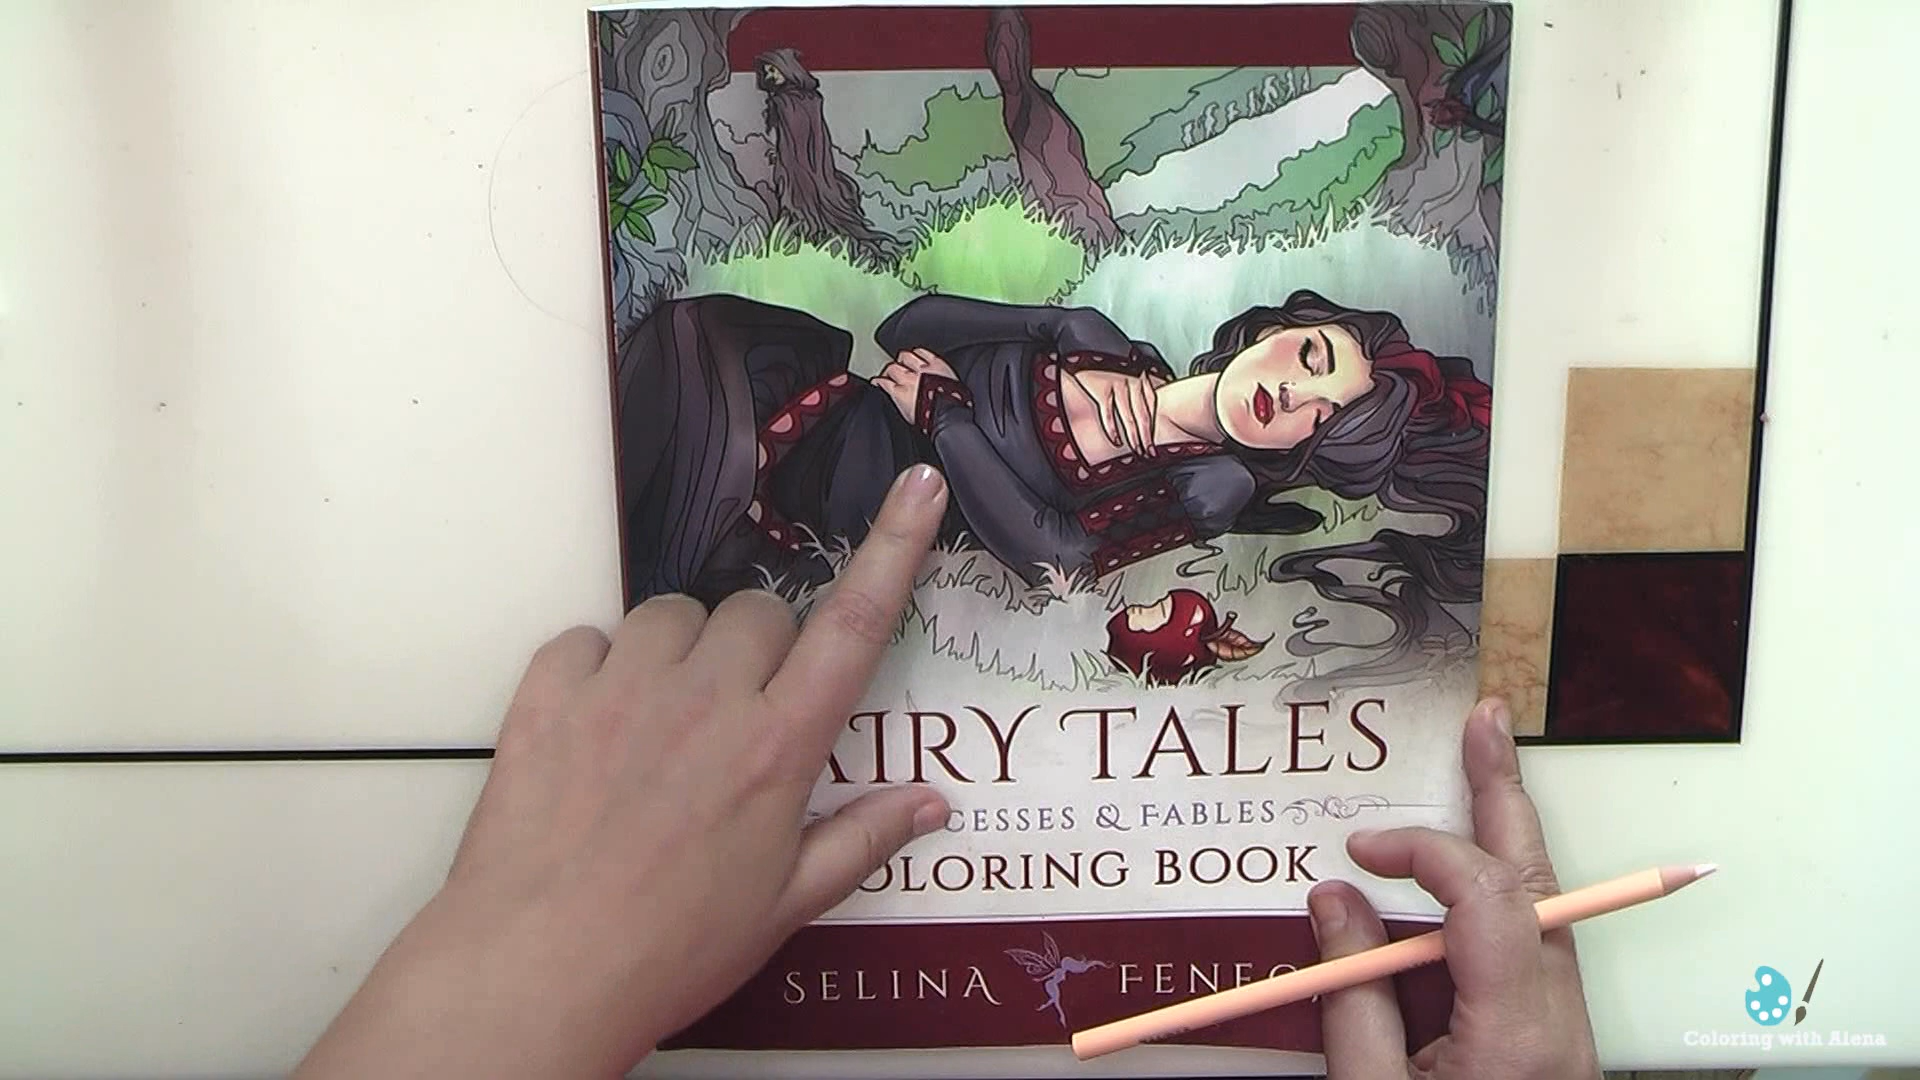 AIRY TALES
CESSES & FABLES
OLORING BOOK
SELINA FENE
Coloring with Alena